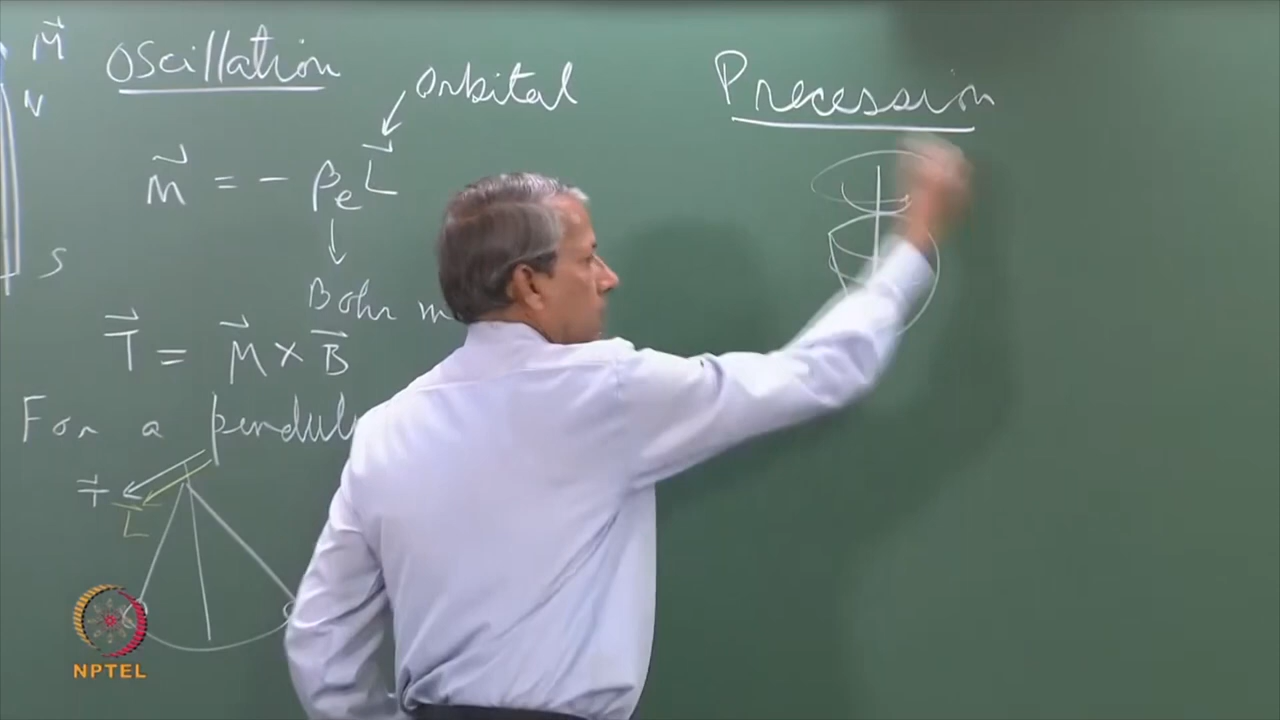 M⃗
N
S
Oscillation
Orbital
m⃗ = - βe L⃗
Bohr m
T⃗ = M⃗ × B⃗
For a pendul
T⃗
L
Precession
NPTEL